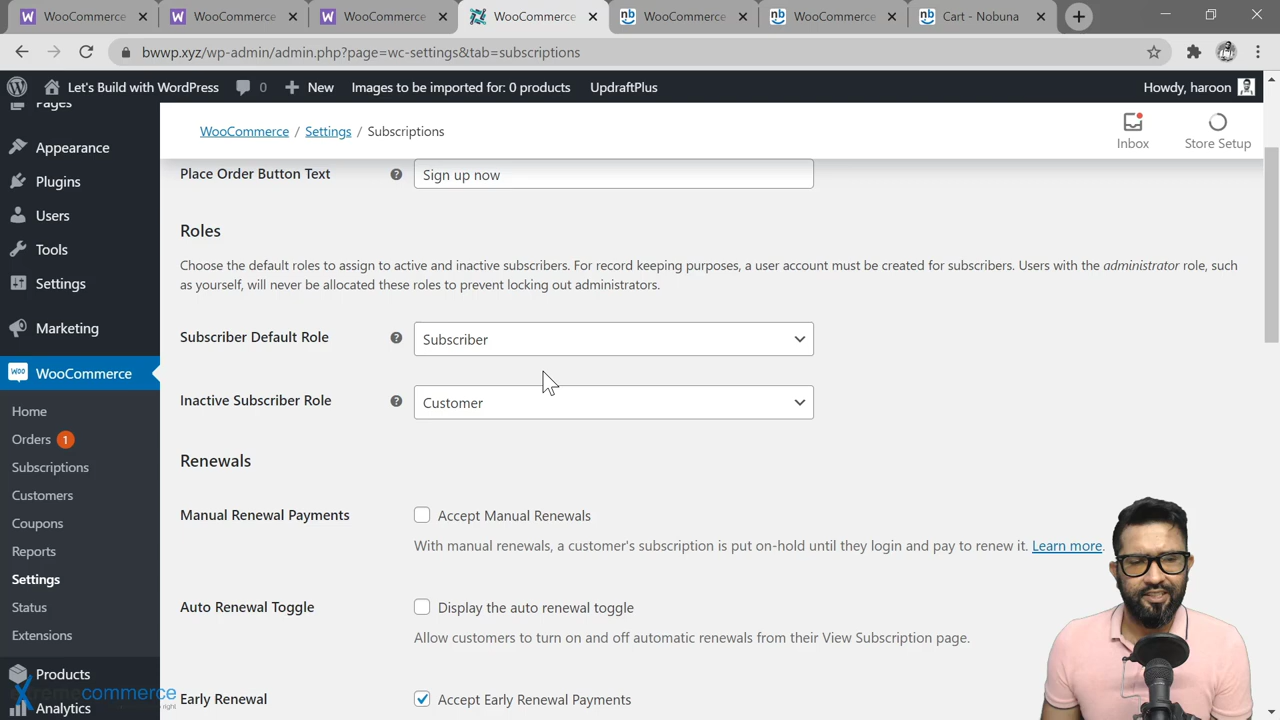 WooCommerce
WooCommerce
WooCommerce
WooCommerce
WooCommerce
WooCommerce
Cart - Nobuna
bwwp.xyz/wp-admin/admin.php?page=wc-settings&tab=subscriptions
Let's Build with WordPress 0 New Images to be imported for: 0 products UpdraftPlus Howdy, haroon
Pages
Appearance
Plugins
Users
Tools
Settings
Marketing
WooCommerce
Home
Orders 1
Subscriptions
Customers
Coupons
Reports
Settings
Status
Extensions
Products
Analytics
WooCommerce / Settings / Subscriptions
Inbox
Store Setup
Place Order Button Text
Sign up now
Roles
Choose the default roles to assign to active and inactive subscribers. For record keeping purposes, a user account must be created for subscribers. Users with the administrator role, such
as yourself, will never be allocated these roles to prevent locking out administrators.
Subscriber Default Role
Subscriber
Inactive Subscriber Role
Customer
Renewals
Manual Renewal Payments
Accept Manual Renewals
With manual renewals, a customer's subscription is put on-hold until they login and pay to renew it. Learn more.
Auto Renewal Toggle
Display the auto renewal toggle
Allow customers to turn on and off automatic renewals from their View Subscription page.
Early Renewal
Accept Early Renewal Payments